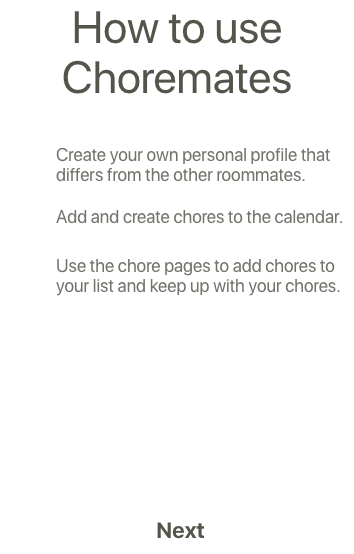 How to use
Choremates
Create your own personal profile that
differs from the other roommates.
Add and create chores to the calendar.
Use the chore pages to add chores to
your list and keep up with your chores.
Next